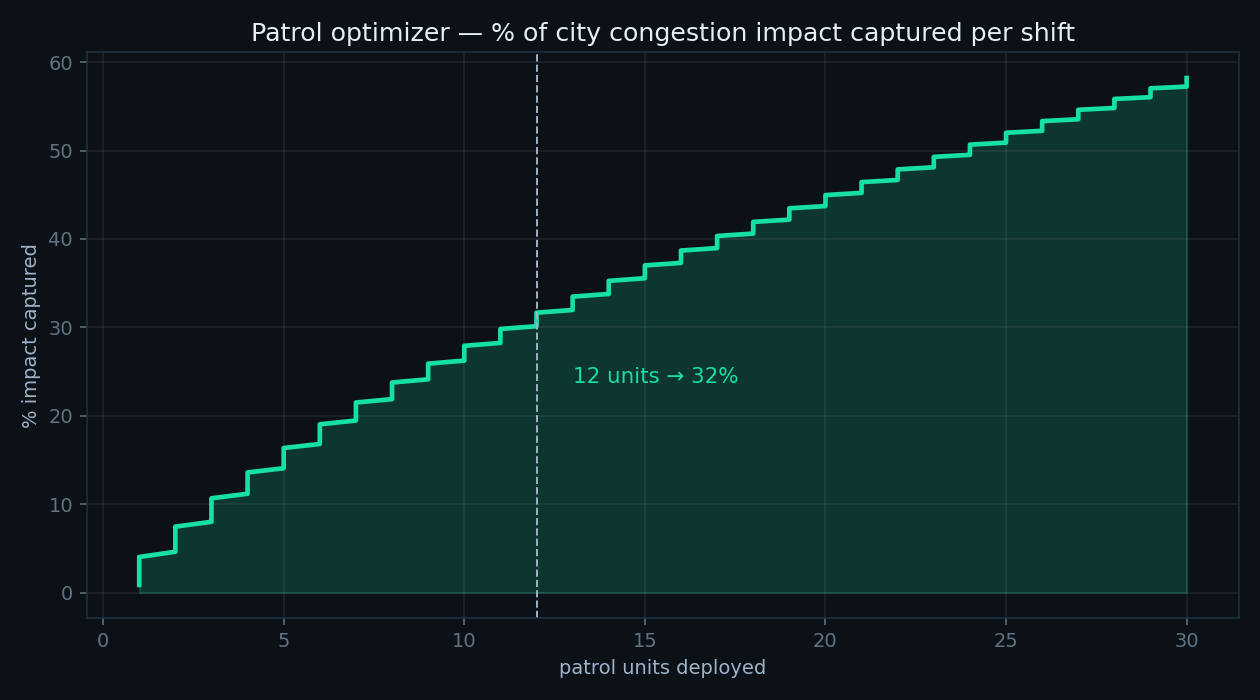 Patrol optimizer — % of city congestion impact captured per shift
60
50
40
30
20
10
0
% impact captured
12 units → 32%
0 5 10 15 20 25 30
patrol units deployed